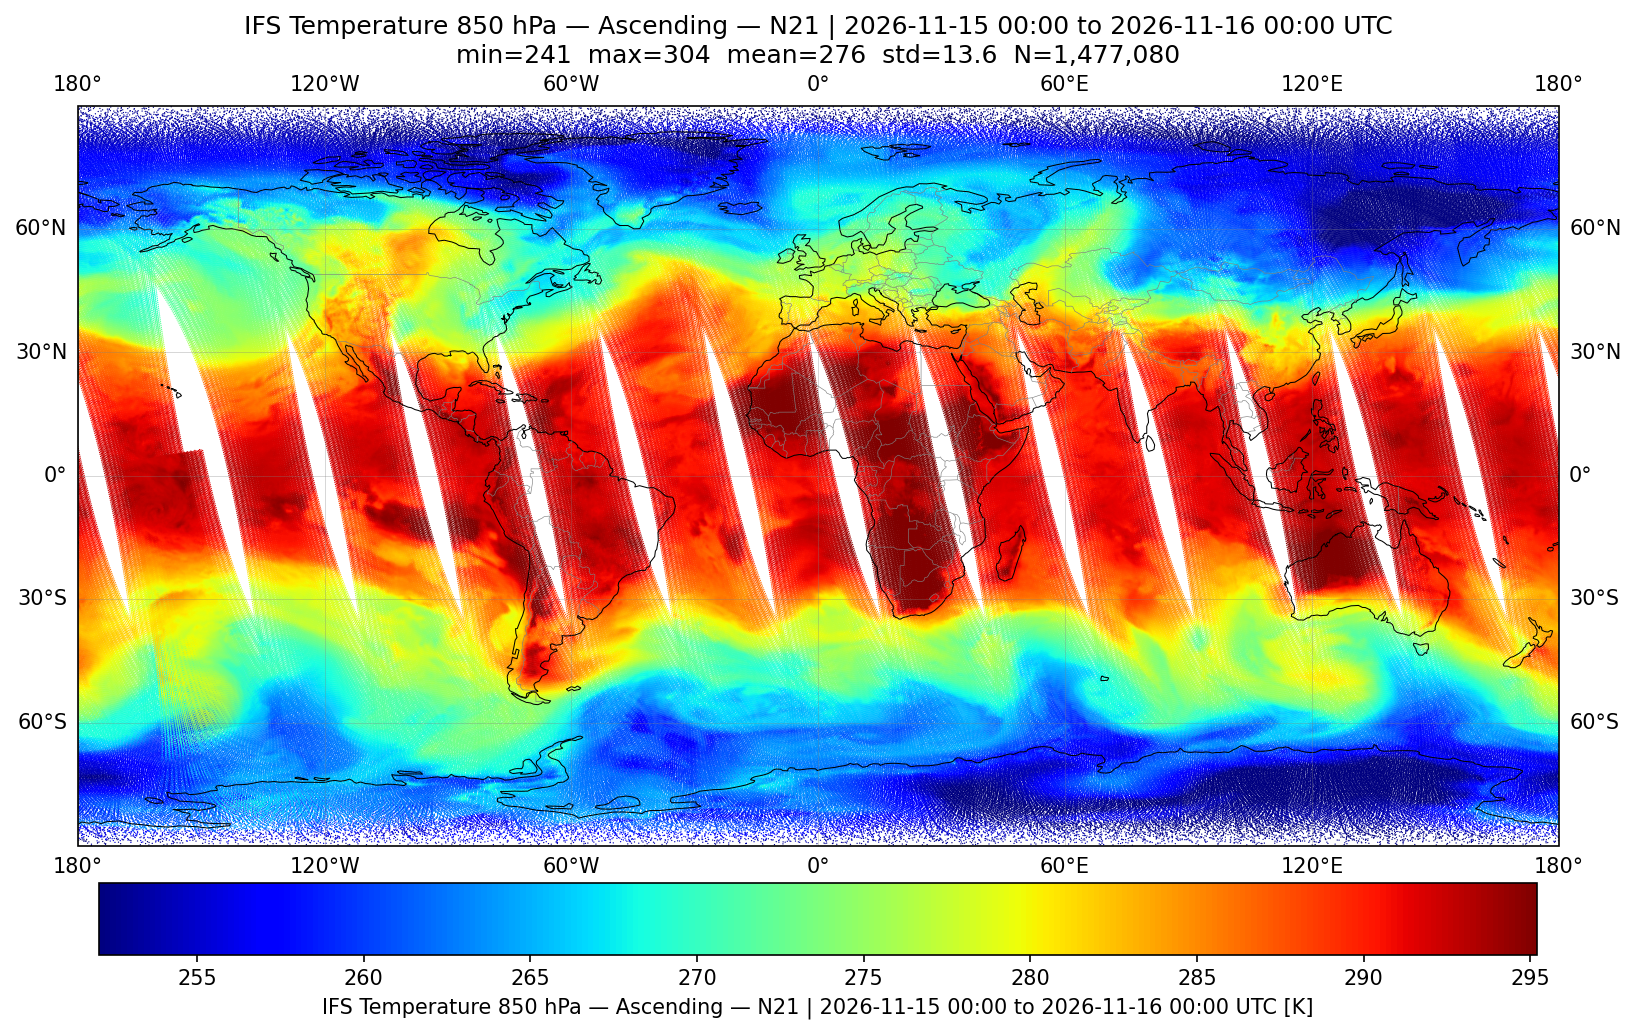 IFS Temperature 850 hPa — Ascending — N21 | 2026-11-15 00:00 to 2026-11-16 00:00 UTC
min=241 max=304 mean=276 std=13.6 N=1,477,080
180° 120°W 60°W 0° 60°E 120°E 180°
60°N 60°N
30°N 30°N
0° 0°
30°S 30°S
60°S 60°S
180° 120°W 60°W 0° 60°E 120°E 180°
255 260 265 270 275 280 285 290 295
IFS Temperature 850 hPa — Ascending — N21 | 2026-11-15 00:00 to 2026-11-16 00:00 UTC [K]